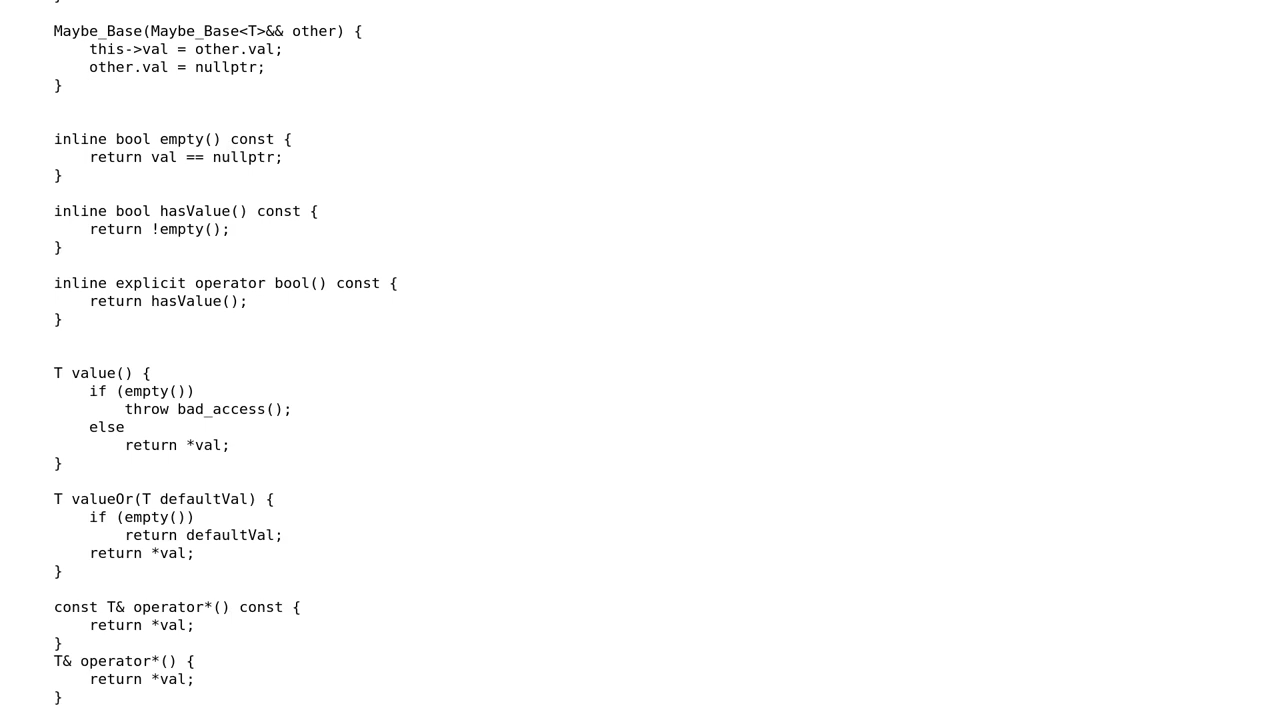 }
Maybe_Base(Maybe_Base<T>&& other) {
    this->val = other.val;
    other.val = nullptr;
}
inline bool empty() const {
    return val == nullptr;
}
inline bool hasValue() const {
    return !empty();
}
inline explicit operator bool() const {
    return hasValue();
}
T value() {
    if (empty())
        throw bad_access();
    else
        return *val;
}
T valueOr(T defaultVal) {
    if (empty())
        return defaultVal;
    return *val;
}
const T& operator*() const {
    return *val;
}
T& operator*() {
    return *val;
}